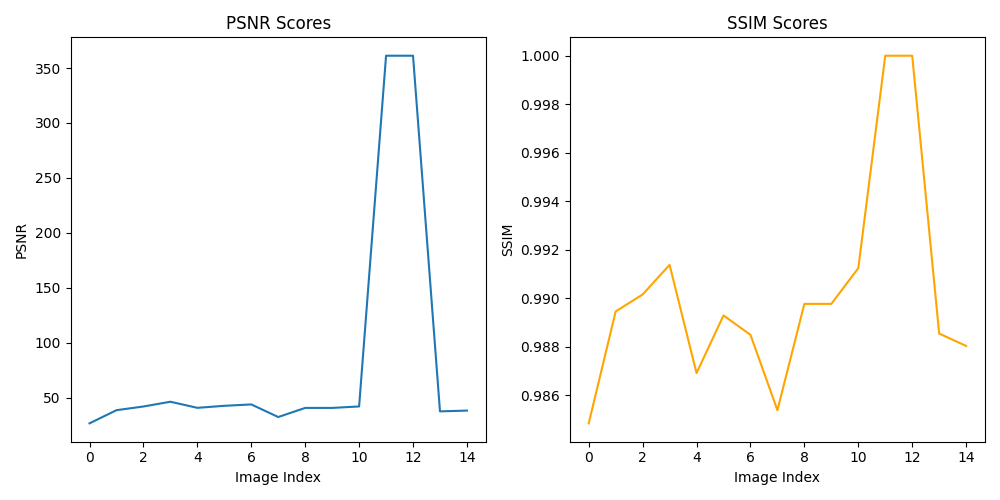 PSNR Scores
PSNR
350
300
250
200
150
100
50
0 2 4 6 8 10 12 14
Image Index
SSIM Scores
SSIM
1.000
0.998
0.996
0.994
0.992
0.990
0.988
0.986
0 2 4 6 8 10 12 14
Image Index